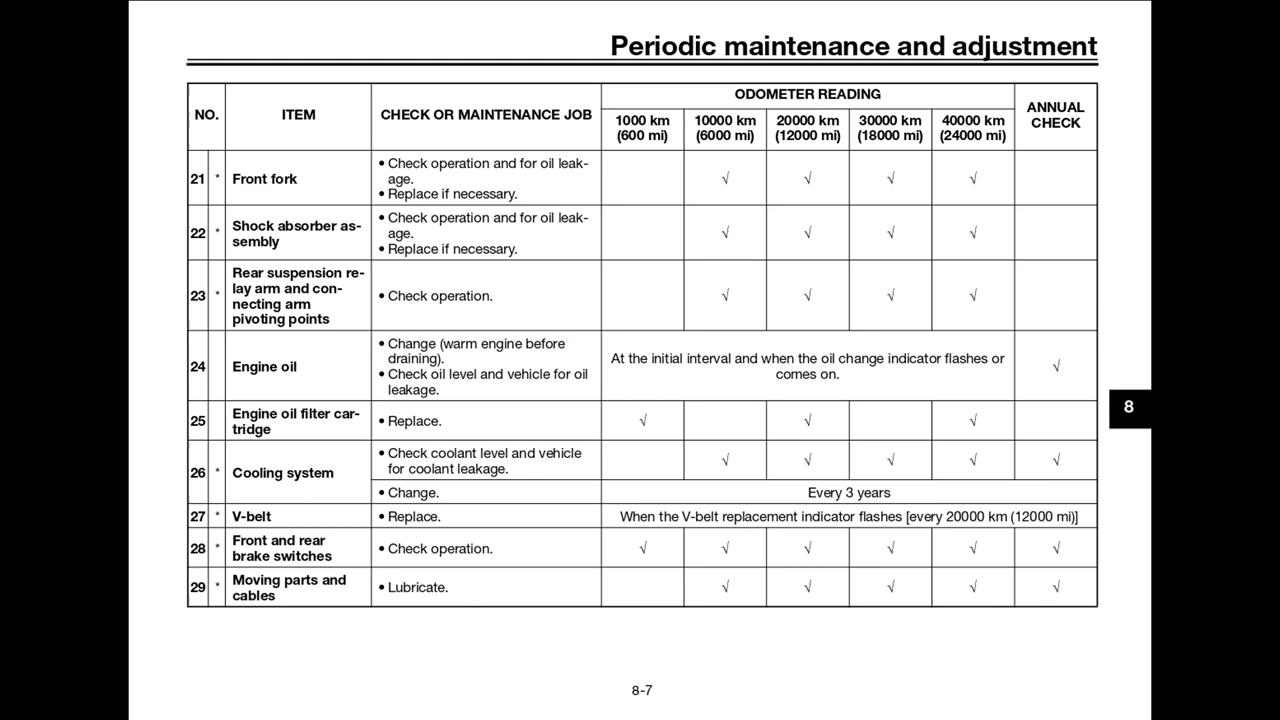 Periodic maintenance and adjustment
NO.
ITEM
CHECK OR MAINTENANCE JOB
ODOMETER READING
ANNUAL
CHECK
1000 km
(600 mi)
10000 km
(6000 mi)
20000 km
(12000 mi)
30000 km
(18000 mi)
40000 km
(24000 mi)
21 * Front fork
• Check operation and for oil leak-
age.
• Replace if necessary.
√ √ √ √
22 * Shock absorber as-
sembly
• Check operation and for oil leak-
age.
• Replace if necessary.
√ √ √ √
23 * Rear suspension re-
lay arm and con-
necting arm
pivoting points
• Check operation.
√ √ √ √
24 Engine oil
• Change (warm engine before
draining).
• Check oil level and vehicle for oil
leakage.
At the initial interval and when the oil change indicator flashes or
comes on.
√
25 Engine oil filter car-
tridge
• Replace.
√ √ √
26 * Cooling system
• Check coolant level and vehicle
for coolant leakage.
√ √ √ √ √
• Change.
Every 3 years
27 * V-belt
• Replace.
When the V-belt replacement indicator flashes [every 20000 km (12000 mi)]
28 * Front and rear
brake switches
• Check operation.
√ √ √ √ √ √
29 * Moving parts and
cables
• Lubricate.
√ √ √ √ √
8
8-7